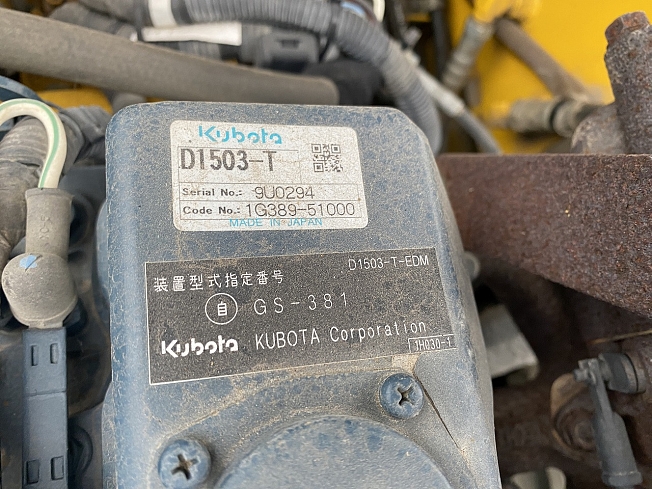 Kubota
D1503-T
Serial No.: 9U0294
Code No.: 1G389-51000
MADE IN JAPAN
D1503-T-EDM
装置型式指定番号
自 GS-381
Kubota KUBOTA Corporation
1H030-1